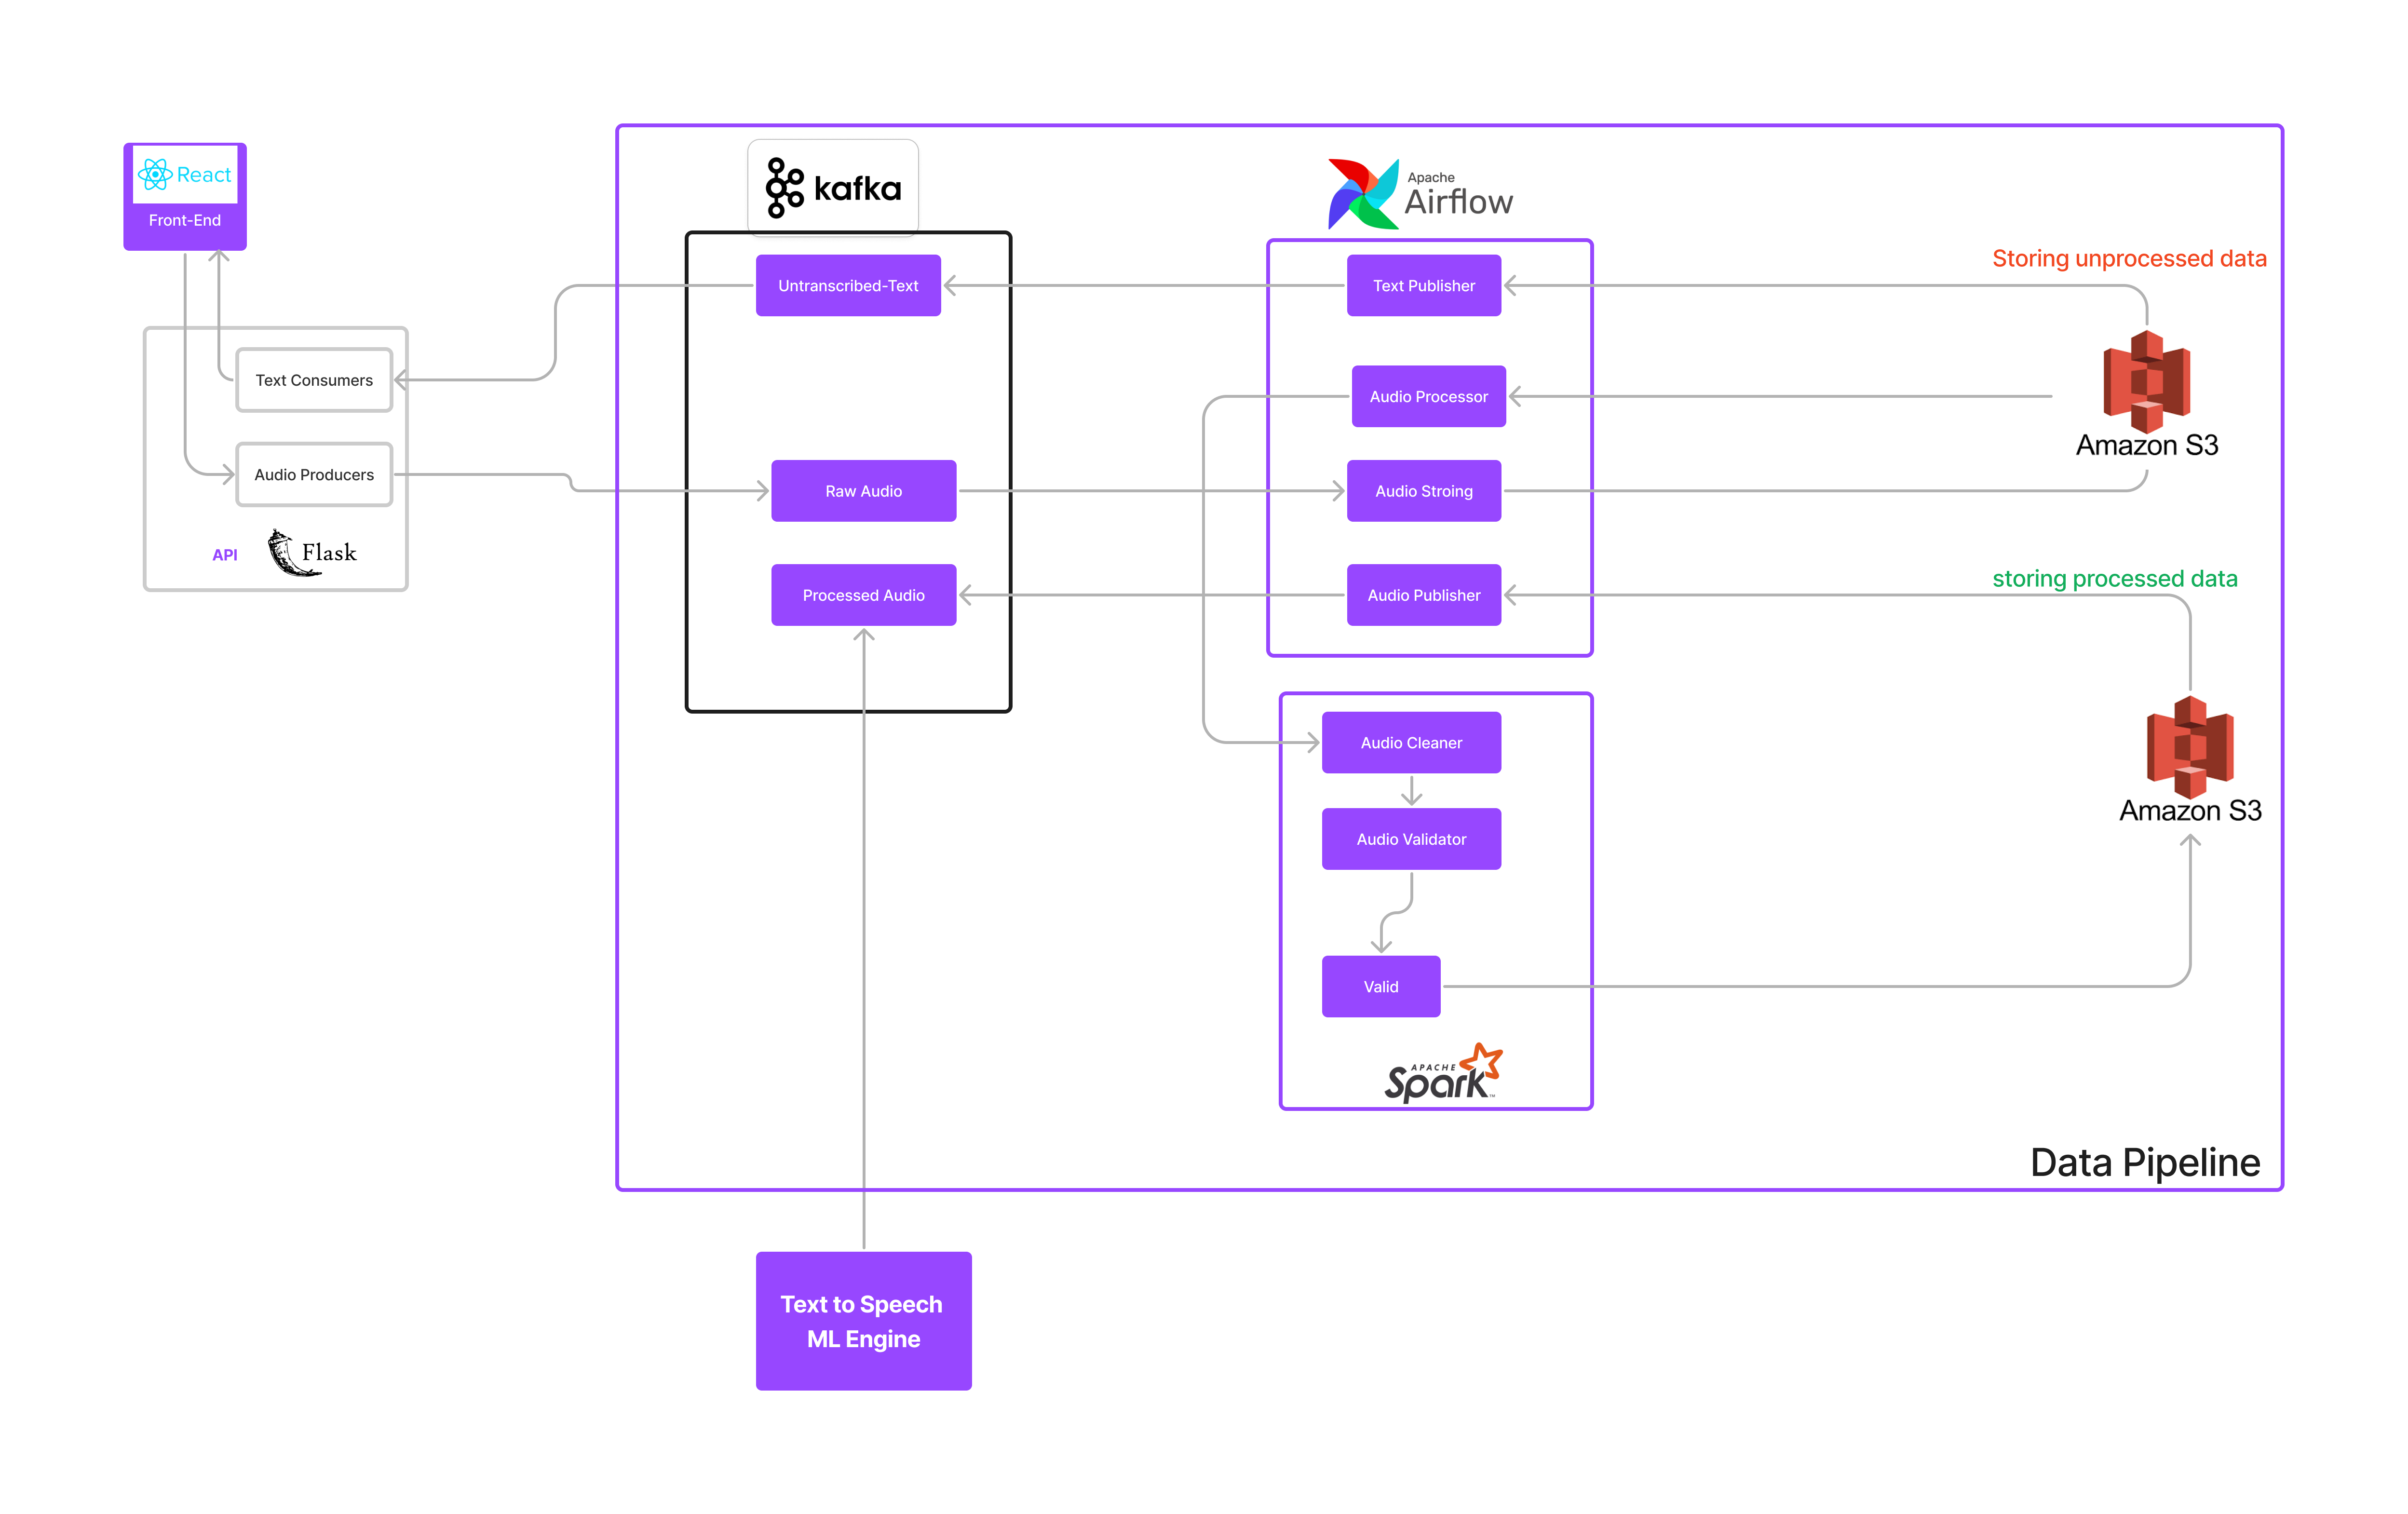 React
Front-End
Text Consumers
Audio Producers
API
Flask
kafka
Untranscribed-Text
Raw Audio
Processed Audio
Apache
Airflow
Text Publisher
Audio Processor
Audio Stroing
Audio Publisher
Audio Cleaner
Audio Validator
Valid
APACHE
Spark™
Storing unprocessed data
Amazon S3
storing processed data
Amazon S3
Data Pipeline
Text to Speech
ML Engine